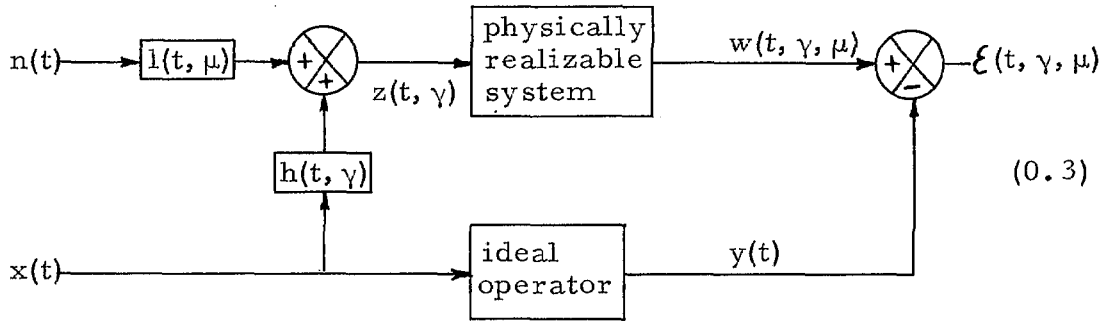 n(t)
l(t, μ)
+
+
z(t, γ)
physically
realizable
system
w(t, γ, μ)
+
-
ℰ(t, γ, μ)
h(t, γ)
(0.3)
x(t)
ideal
operator
y(t)